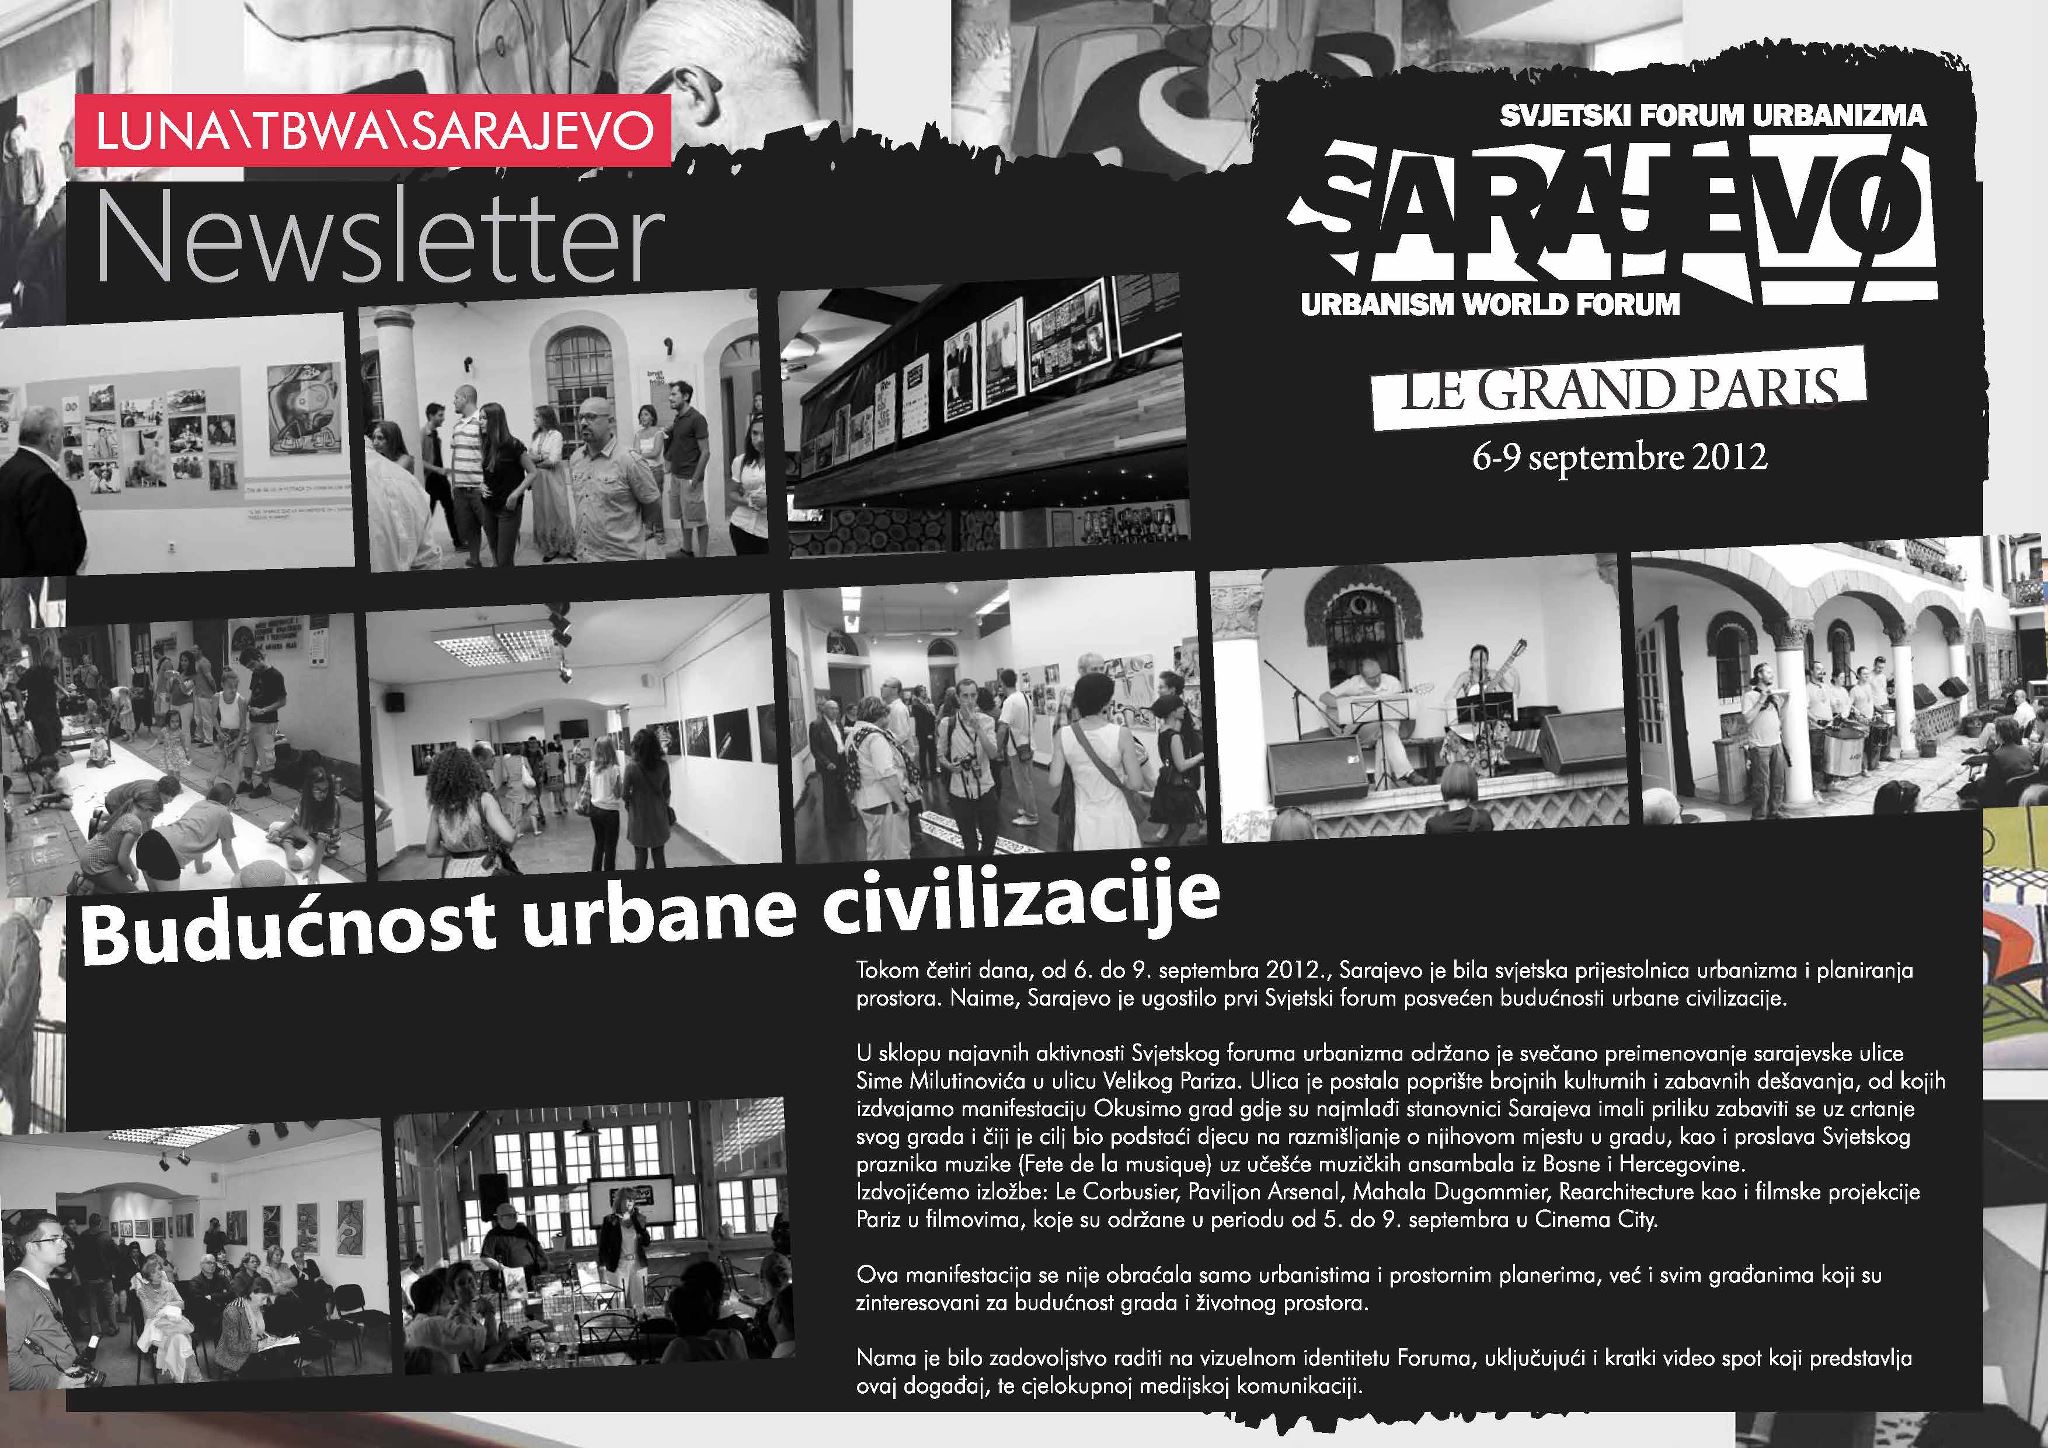 LUNA\TBWA\SARAJEVO
Newsletter
SVJETSKI FORUM URBANIZMA
SARAJEVO
URBANISM WORLD FORUM
LE GRAND PARIS
6-9 septembre 2012
Budućnost urbane civilizacije
Tokom četiri dana, od 6. do 9. septembra 2012., Sarajevo je bila svjetska prijestolnica urbanizma i planiranja
prostora. Naime, Sarajevo je ugostilo prvi Svjetski forum posvećen budućnosti urbane civilizacije.
U sklopu najavnih aktivnosti Svjetskog foruma urbanizma održano je svečano preimenovanje sarajevske ulice
Sime Milutinovića u ulicu Velikog Pariza. Ulica je postala poprište brojnih kulturnih i zabavnih dešavanja, od kojih
izdvajamo manifestaciju Okusimo grad gdje su najmlađi stanovnici Sarajeva imali priliku zabaviti se uz crtanje
svog grada i čiji je cilj bio podstaći djecu na razmišljanje o njihovom mjestu u gradu, kao i proslava Svjetskog
praznika muzike (Fete de la musique) uz učešće muzičkih ansambala iz Bosne i Hercegovine.
Izdvojićemo izložbe: Le Corbusier, Paviljon Arsenal, Mahala Dugommier, Rearchitecture kao i filmske projekcije
Pariz u filmovima, koje su održane u periodu od 5. do 9. septembra u Cinema City.
Ova manifestacija se nije obraćala samo urbanistima i prostornim planerima, već i svim građanima koji su
zinteresovani za budućnost grada i životnog prostora.
Nama je bilo zadovoljstvo raditi na vizuelnom identitetu Foruma, uključujući i kratki video spot koji predstavlja
ovaj događaj, te cjelokupnoj medijskoj komunikaciji.